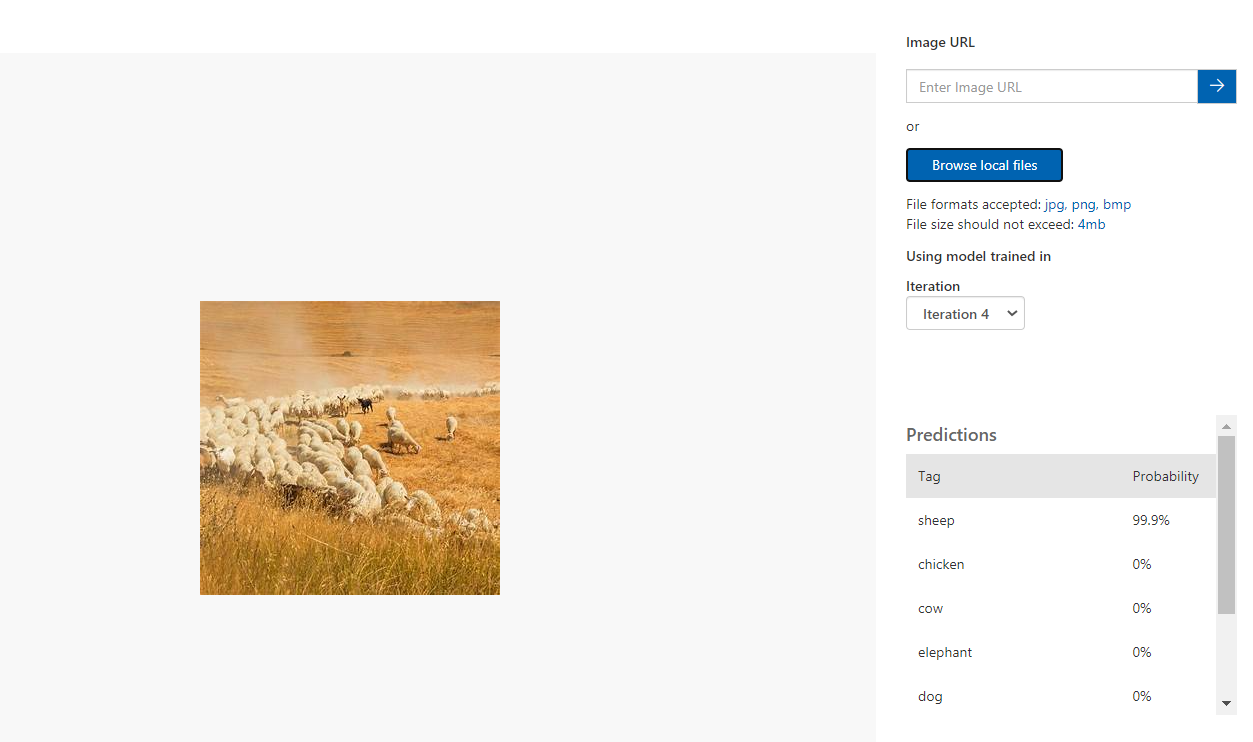 Image URL
Enter Image URL
or
Browse local files
File formats accepted: jpg, png, bmp
File size should not exceed: 4mb
Using model trained in
Iteration
Iteration 4
Predictions
Tag Probability
sheep 99.9%
chicken 0%
cow 0%
elephant 0%
dog 0%